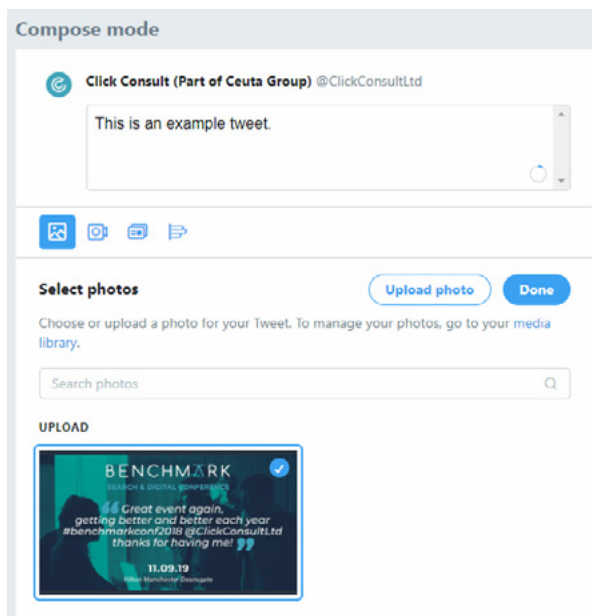 Compose mode
Click Consult (Part of Ceuta Group) @ClickConsultLtd
This is an example tweet.
Select photos
Upload photo
Done
Choose or upload a photo for your Tweet. To manage your photos, go to your media
library.
Search photos
UPLOAD
BENCHMARK
SEARCH & DIGITAL CONFERENCE
“ Great event again,
getting better and better each year
#benchmarkconf2018 @ClickConsultLtd
thanks for having me! ”
11.09.19
Hilton Manchester Deansgate